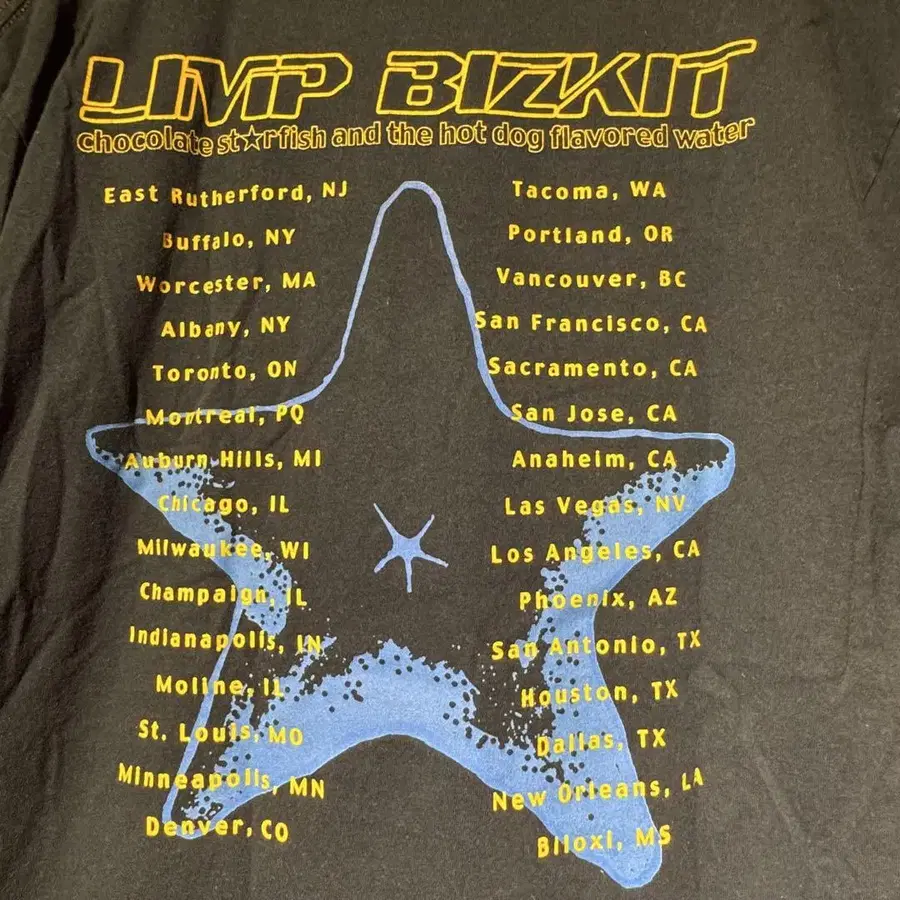 LIMP BIZKIT
chocolate st★rfish and the hot dog flavored water
East Rutherford, NJ
Buffalo, NY
Worcester, MA
Albany, NY
Toronto, ON
Montreal, PQ
Auburn Hills, MI
Chicago, IL
Milwaukee, WI
Champaign, IL
Indianapolis, IN
Moline, IL
St. Louis, MO
Minneapolis, MN
Denver, CO
Tacoma, WA
Portland, OR
Vancouver, BC
San Francisco, CA
Sacramento, CA
San Jose, CA
Anaheim, CA
Las Vegas, NV
Los Angeles, CA
Phoenix, AZ
San Antonio, TX
Houston, TX
Dallas, TX
New Orleans, LA
Biloxi, MS